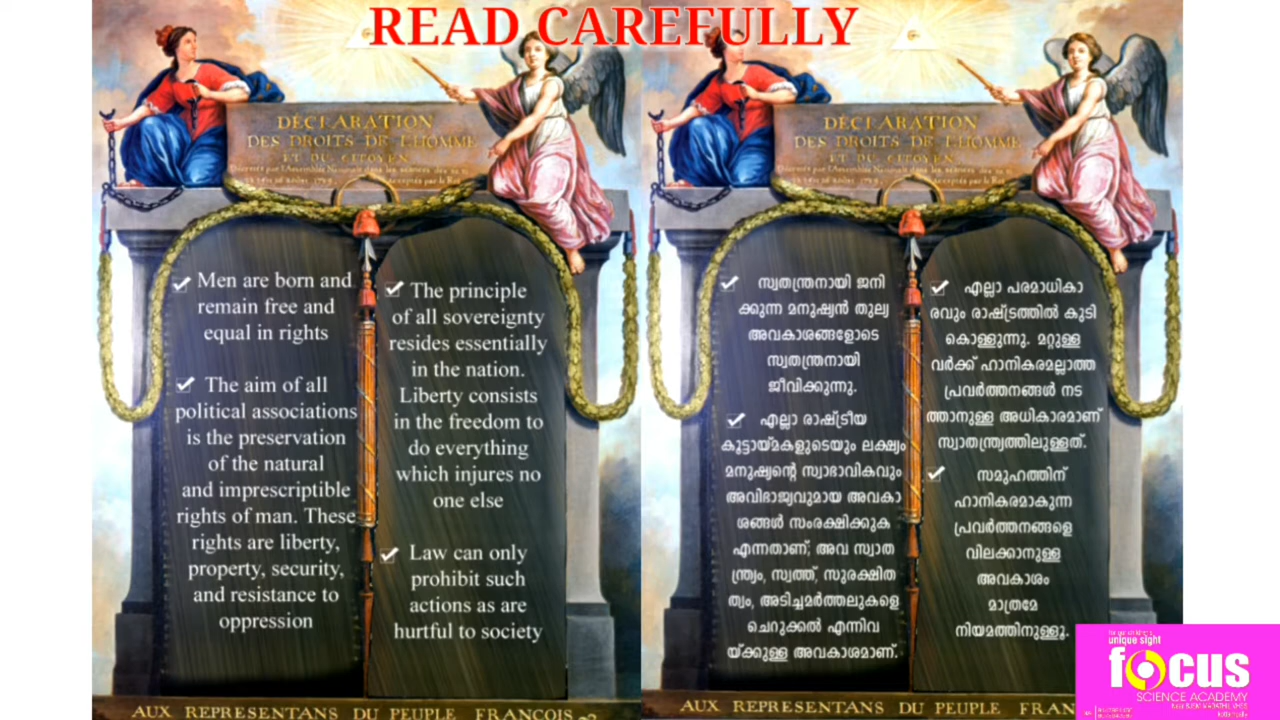 READ CAREFULLY
DÉCLARATION
DES DROITS DE L'HOMME
ET DU CITOYEN,
Men are born and
remain free and
equal in rights
The aim of all
political associations
is the preservation
of the natural
and imprescriptible
rights of man. These
rights are liberty,
property, security,
and resistance to
oppression
The principle
of all sovereignty
resides essentially
in the nation.
Liberty consists
in the freedom to
do everything
which injures no
one else
Law can only
prohibit such
actions as are
hurtful to society
AUX REPRESENTANS DU PEUPLE FRANCOIS
DÉCLARATION
DES DROITS DE L'HOMME
ET DU CITOYEN,
സ്വതന്ത്രനായി ജനി
ക്കുന്ന മനുഷ്യൻ തുല്യ
അവകാശങ്ങളോടെ
സ്വതന്ത്രനായി
ജീവിക്കുന്നു.
എല്ലാ രാഷ്ട്രീയ
കൂട്ടായ്മകളുടെയും ലക്ഷ്യം
മനുഷ്യന്റെ സ്വാഭാവികവും
അവിഭാജ്യവുമായ അവകാ
ശങ്ങൾ സംരക്ഷിക്കുക
എന്നതാണ്; അവ സ്വാത
ന്ത്ര്യം, സ്വത്ത്, സുരക്ഷിത
ത്വം, അടിച്ചമർത്തലുകളെ
ചെറുക്കൽ എന്നിവ
യ്ക്കുള്ള അവകാശമാണ്.
എല്ലാ പരമാധികാ
രവും രാഷ്ട്രത്തിൽ കുടി
കൊള്ളുന്നു. മറ്റുള്ള
വർക്ക് ഹാനികരമല്ലാത്ത
പ്രവർത്തനങ്ങൾ നട
ത്താനുള്ള അധികാരമാണ്
സ്വാതന്ത്ര്യത്തിലുള്ളത്.
സമൂഹത്തിന്
ഹാനികരമാകുന്ന
പ്രവർത്തനങ്ങളെ
വിലക്കാനുള്ള
അവകാശം
മാത്രമേ
നിയമത്തിനുള്ളൂ.
AUX REPRESENTANS DU PEUPLE FRAN
unique sight
focus
SCIENCE ACADEMY